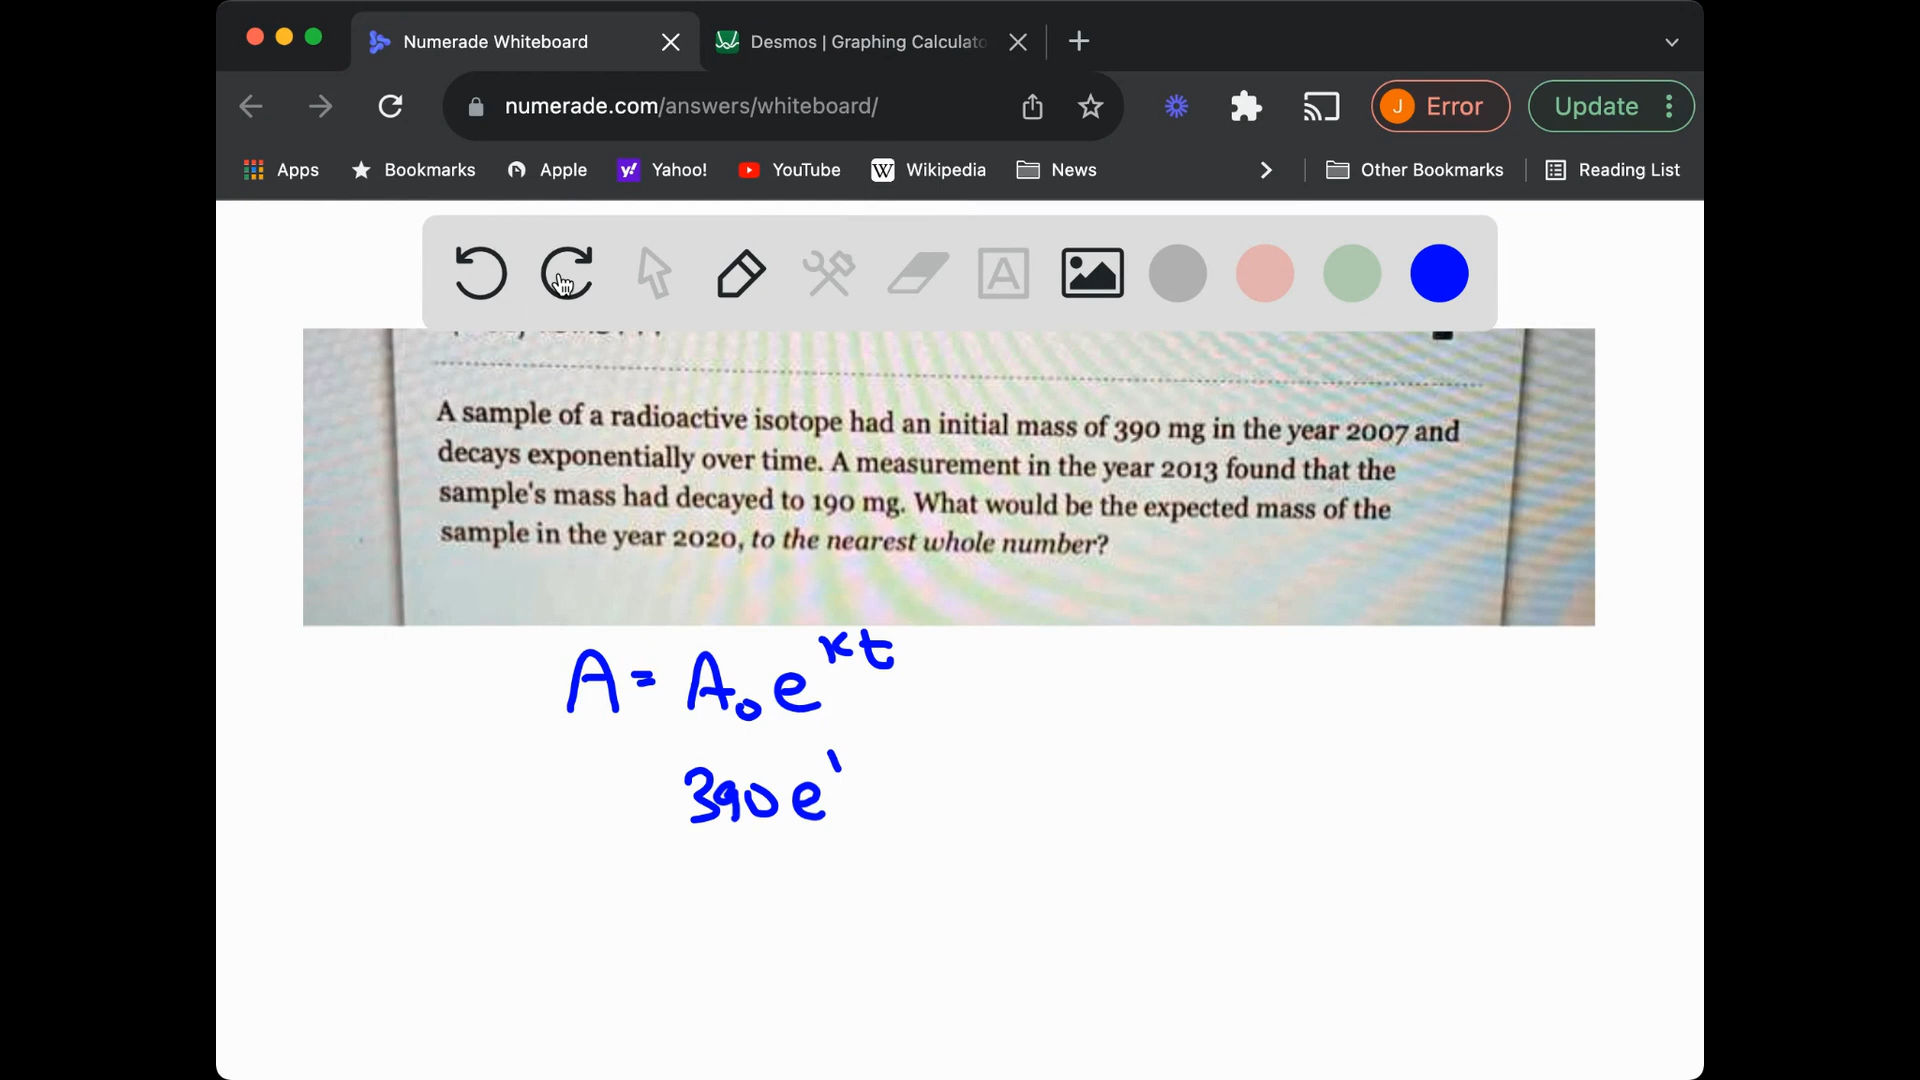 Numerade Whiteboard
Desmos | Graphing Calculato
numerade.com/answers/whiteboard/
J Error
Update
Apps
Bookmarks
Apple
Yahoo!
YouTube
W Wikipedia
News
Other Bookmarks
Reading List
A
A sample of a radioactive isotope had an initial mass of 390 mg in the year 2007 and
decays exponentially over time. A measurement in the year 2013 found that the
sample's mass had decayed to 190 mg. What would be the expected mass of the
sample in the year 2020, to the nearest whole number?
A = A₀ e^kt
390 e^